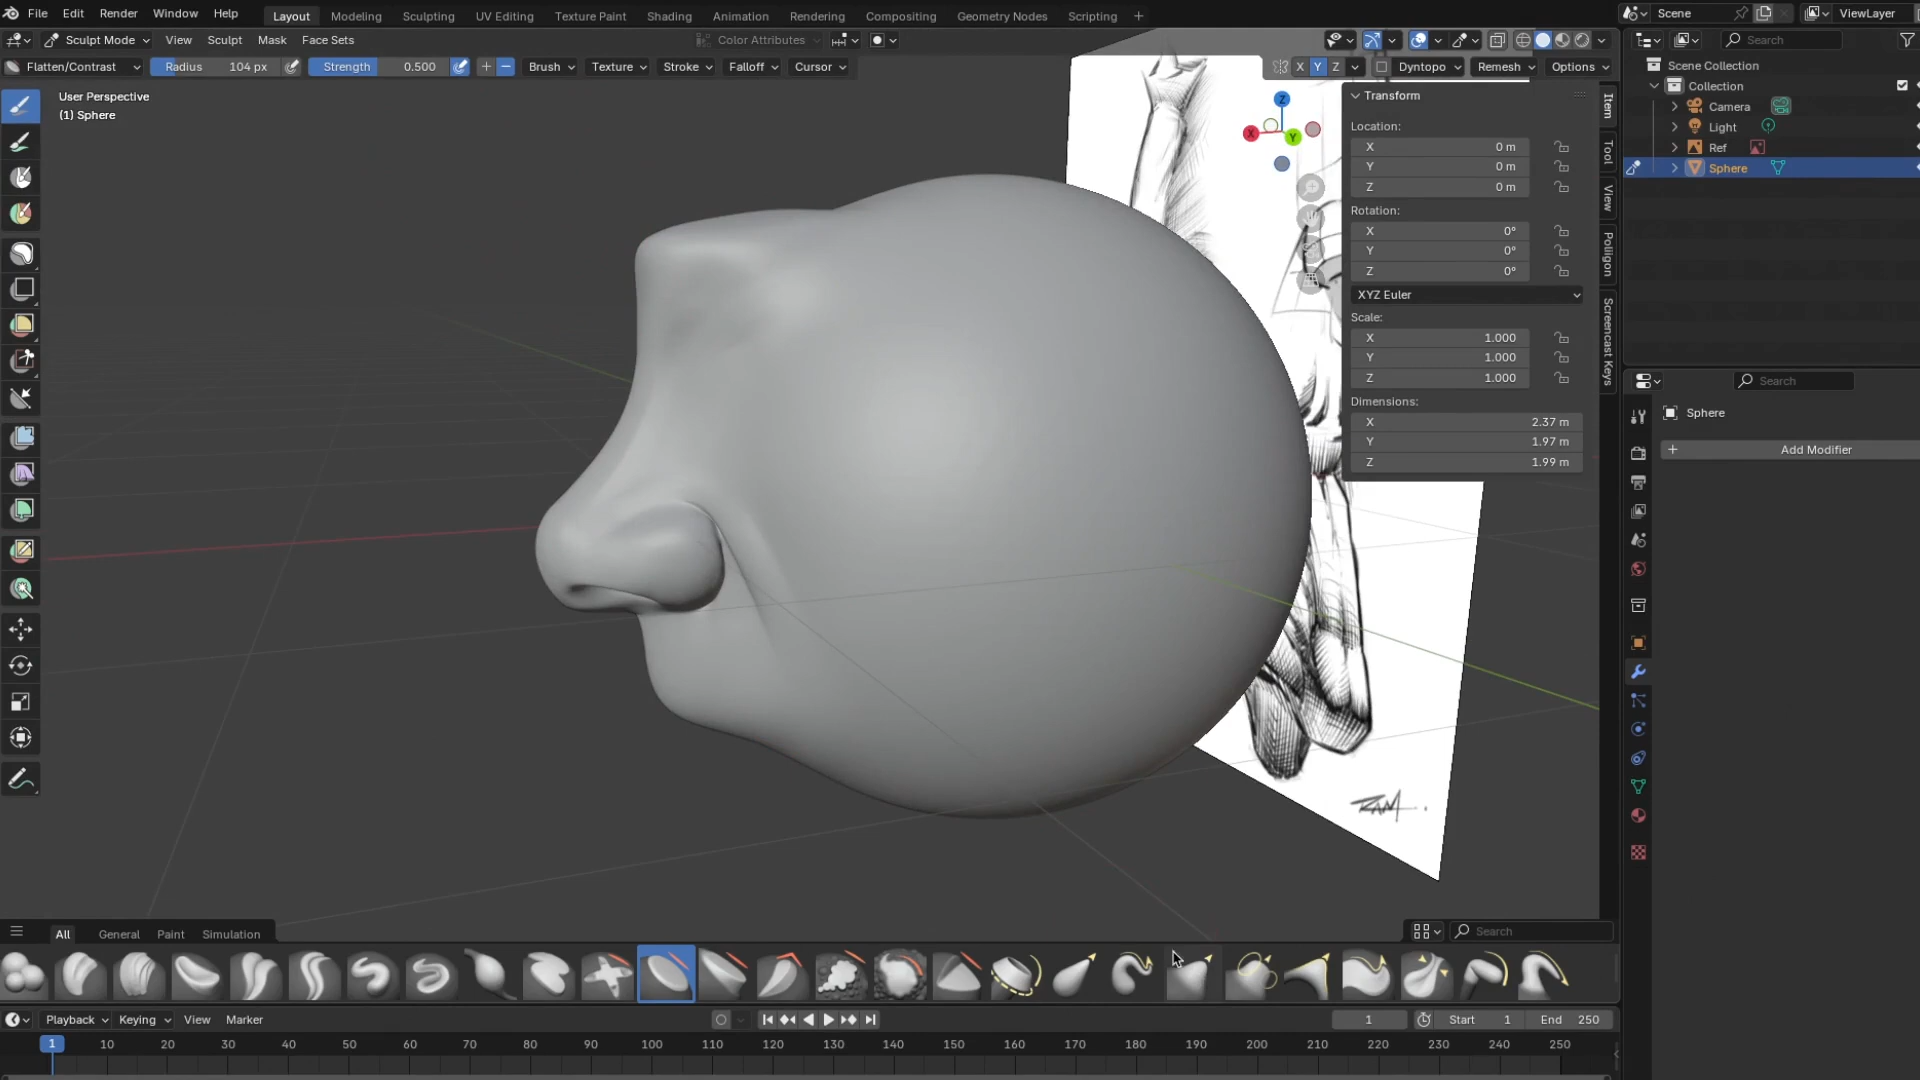 File Edit Render Window Help Layout Modeling Sculpting UV Editing Texture Paint Shading Animation Rendering Compositing Geometry Nodes Scripting + Scene ViewLayer
Sculpt Mode View Sculpt Mask Face Sets Color Attributes Search
Flatten/Contrast Radius 104 px Strength 0.500 Brush Texture Stroke Falloff Cursor X Y Z Dyntopo Remesh Options
Scene Collection
Collection
Camera
Light
Ref
Sphere
User Perspective
(1) Sphere
Z
X
Y
Transform
Location:
X 0 m
Y 0 m
Z 0 m
Rotation:
X 0°
Y 0°
Z 0°
XYZ Euler
Scale:
X 1.000
Y 1.000
Z 1.000
Dimensions:
X 2.37 m
Y 1.97 m
Z 1.99 m
Item
Tool
View
Poliigon
Screencast Keys
Search
Sphere
Add Modifier
RAM
All General Paint Simulation Search
Playback Keying View Marker 1 Start 1 End 250
1 10 20 30 40 50 60 70 80 90 100 110 120 130 140 150 160 170 180 190 200 210 220 230 240 250